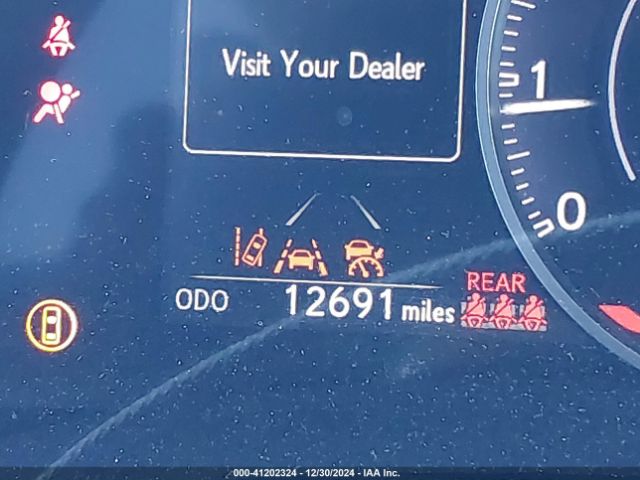 Visit Your Dealer
1
0
ODO 12691 miles
REAR
000-41202324 - 12/30/2024 - IAA Inc.